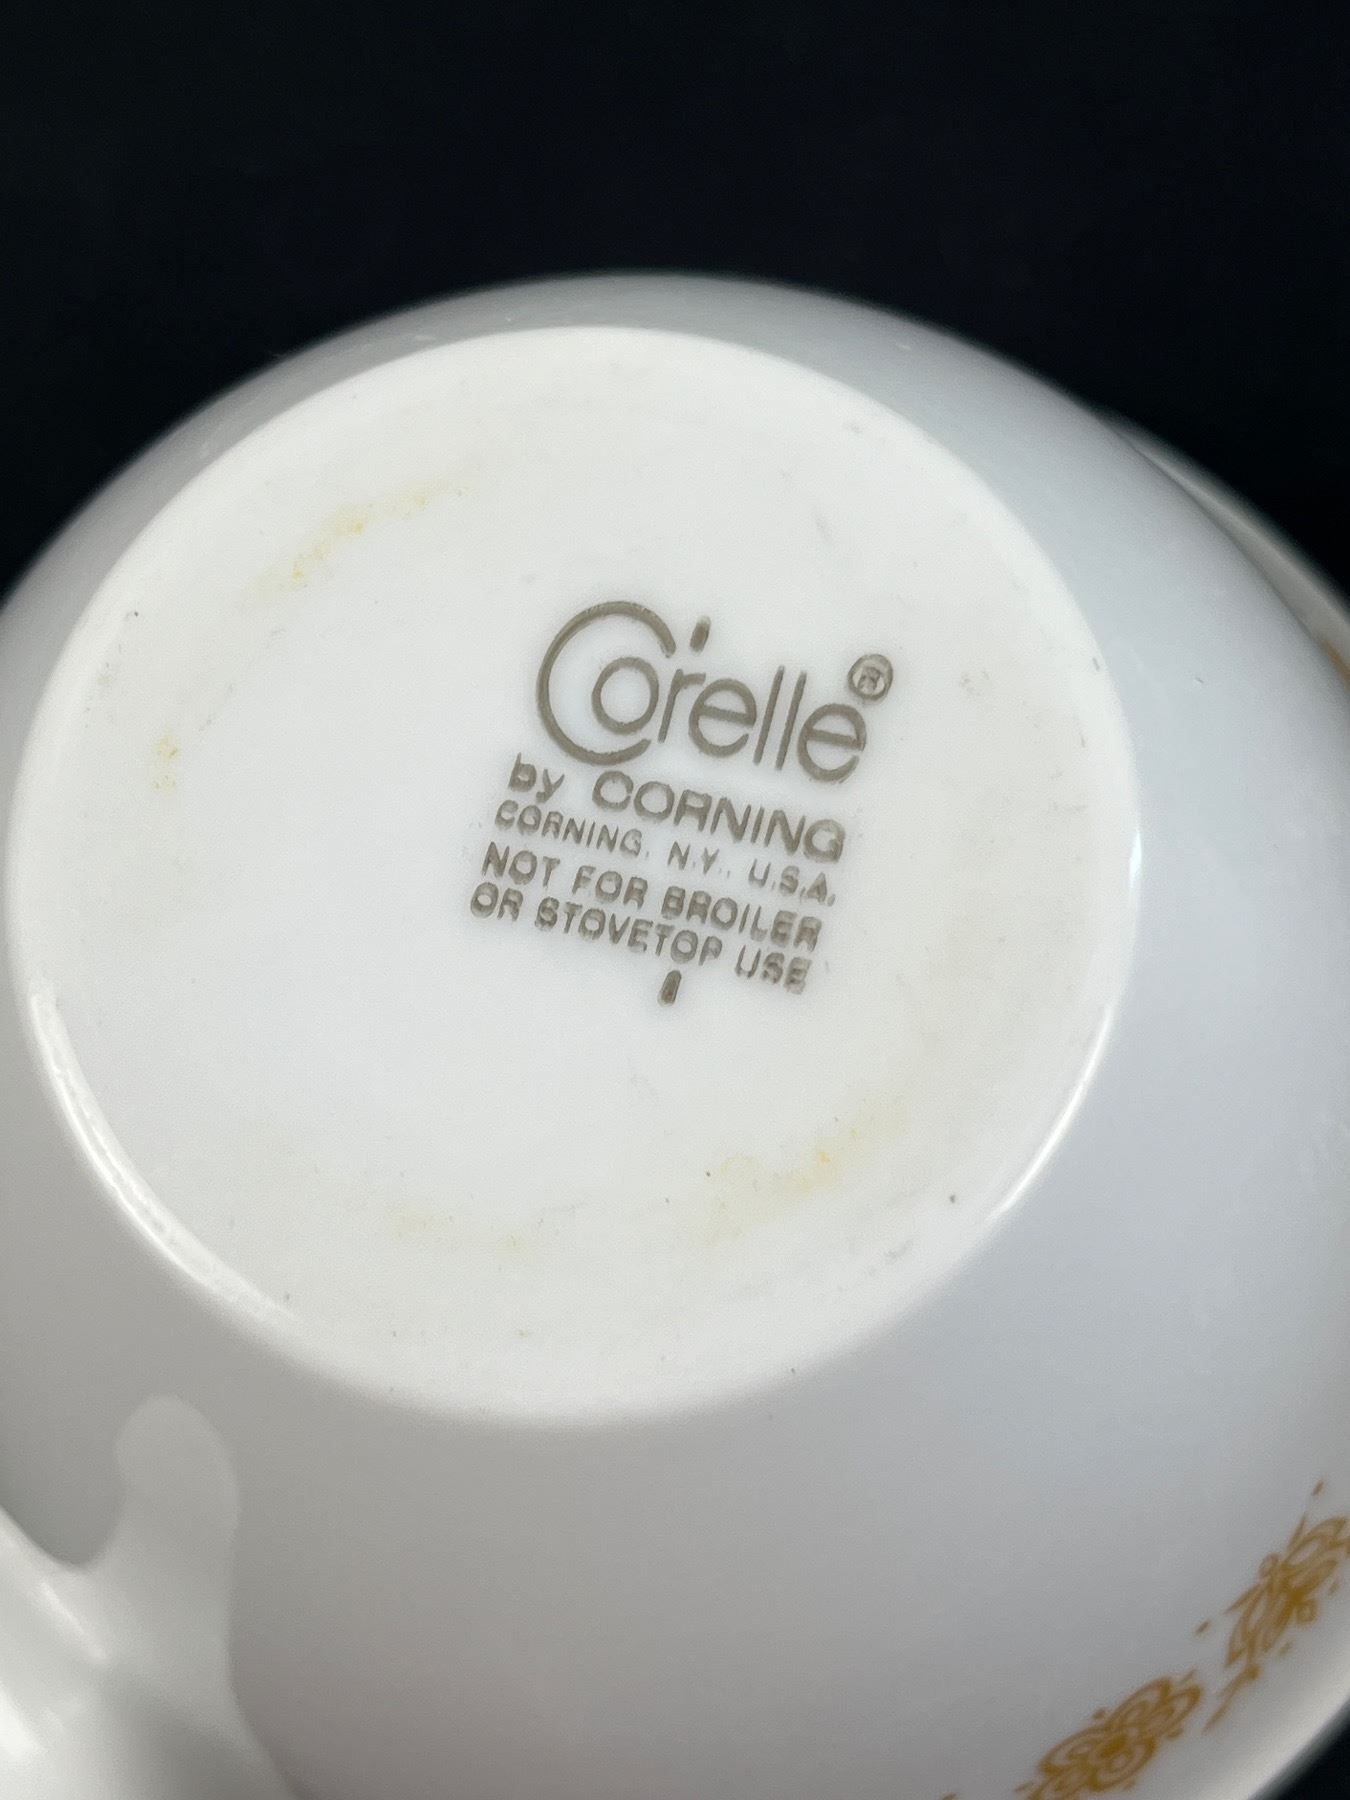 Corelle®
by CORNING
CORNING, N.Y., U.S.A.
NOT FOR BROILER
OR STOVETOP USE